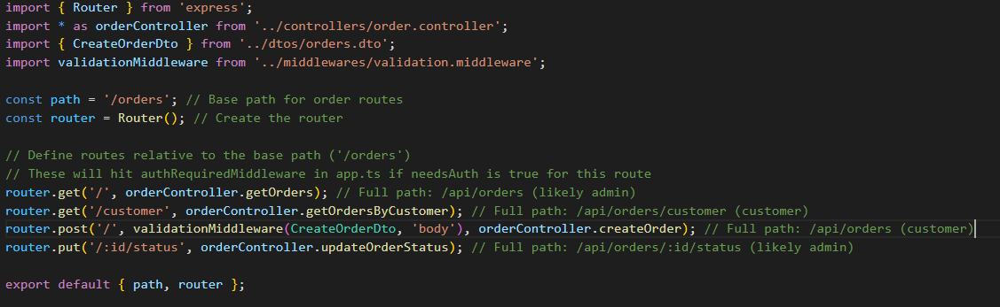 import { Router } from 'express';
import * as orderController from '../controllers/order.controller';
import { CreateOrderDto } from '../dtos/orders.dto';
import validationMiddleware from '../middlewares/validation.middleware';
const path = '/orders'; // Base path for order routes
const router = Router(); // Create the router
// Define routes relative to the base path ('/orders')
// These will hit authRequiredMiddleware in app.ts if needsAuth is true for this route
router.get('/', orderController.getOrders); // Full path: /api/orders (likely admin)
router.get('/customer', orderController.getOrdersByCustomer); // Full path: /api/orders/customer (customer)
router.post('/', validationMiddleware(CreateOrderDto, 'body'), orderController.createOrder); // Full path: /api/orders (customer)
router.put('/:id/status', orderController.updateOrderStatus); // Full path: /api/orders/:id/status (likely admin)
export default { path, router };